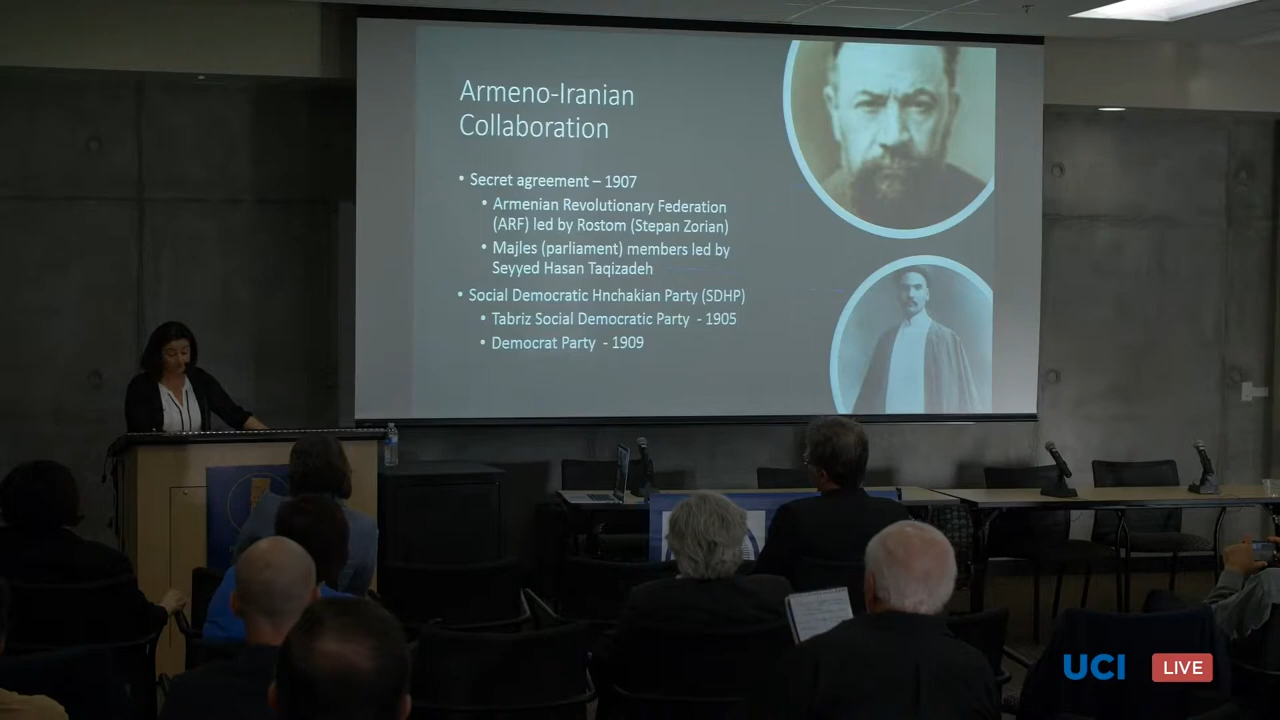 Armeno-Iranian
Collaboration
• Secret agreement – 1907
• Armenian Revolutionary Federation
(ARF) led by Rostom (Stepan Zorian)
• Majles (parliament) members led by
Seyyed Hasan Taqizadeh
• Social Democratic Hnchakian Party (SDHP)
• Tabriz Social Democratic Party - 1905
• Democrat Party - 1909
UCI LIVE